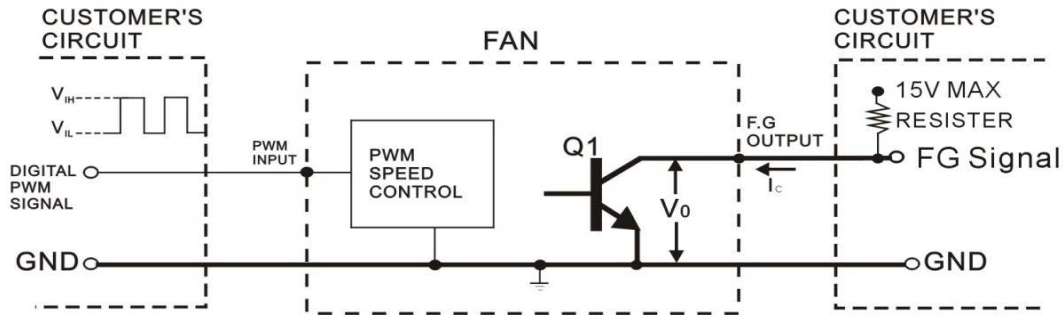 CUSTOMER'S
CIRCUIT
FAN
CUSTOMER'S
CIRCUIT
VIH
VIL
15V MAX
RESISTER
F.G
OUTPUT
PWM
INPUT
PWM
SPEED
CONTROL
Q1
FG Signal
DIGITAL
PWM
SIGNAL
IC
V0
GND
GND